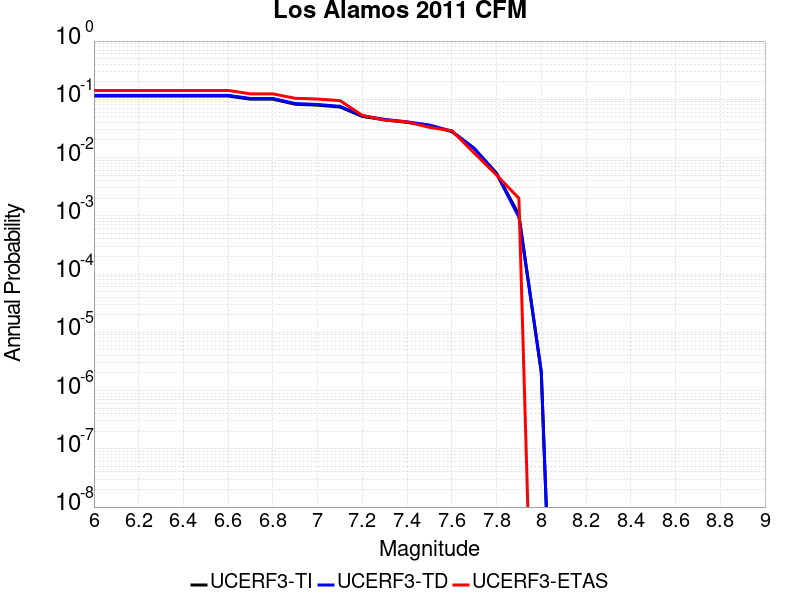 Los Alamos 2011 CFM
10^0
10^-1
10^-2
10^-3
10^-4
10^-5
10^-6
10^-7
10^-8
Annual Probability
6 6.2 6.4 6.6 6.8 7 7.2 7.4 7.6 7.8 8 8.2 8.4 8.6 8.8 9
Magnitude
UCERF3-TI UCERF3-TD UCERF3-ETAS